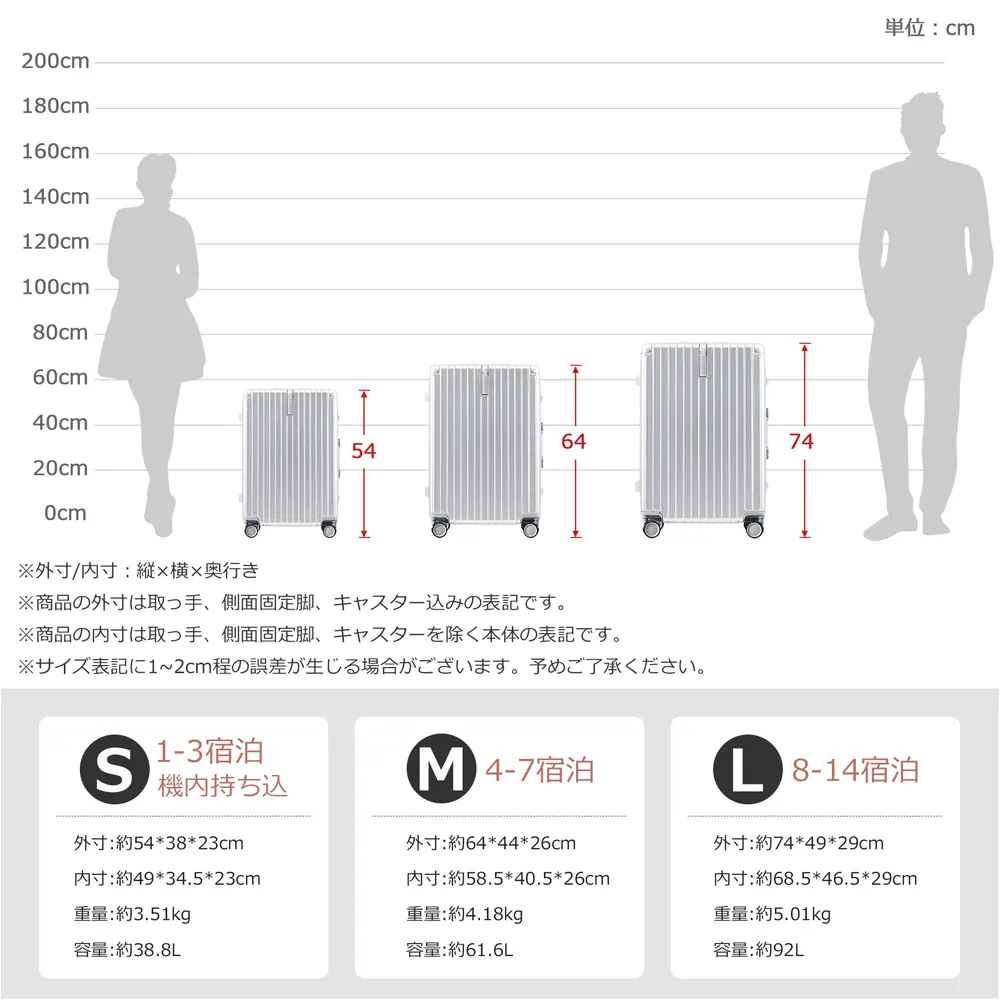 単位：cm
200cm
180cm
160cm
140cm
120cm
100cm
80cm
60cm
40cm
20cm
0cm
54
64
74
※外寸/内寸：縦×横×奥行き
※商品の外寸は取っ手、側面固定脚、キャスター込みの表記です。
※商品の内寸は取っ手、側面固定脚、キャスターを除く本体の表記です。
※サイズ表記に1~2cm程の誤差が生じる場合がございます。予めご了承ください。
S 1-3宿泊
機内持ち込
外寸:約54*38*23cm
内寸:約49*34.5*23cm
重量:約3.51kg
容量:約38.8L
M 4-7宿泊
外寸:約64*44*26cm
内寸:約58.5*40.5*26cm
重量:約4.18kg
容量:約61.6L
L 8-14宿泊
外寸:約74*49*29cm
内寸:約68.5*46.5*29cm
重量:約5.01kg
容量:約92L